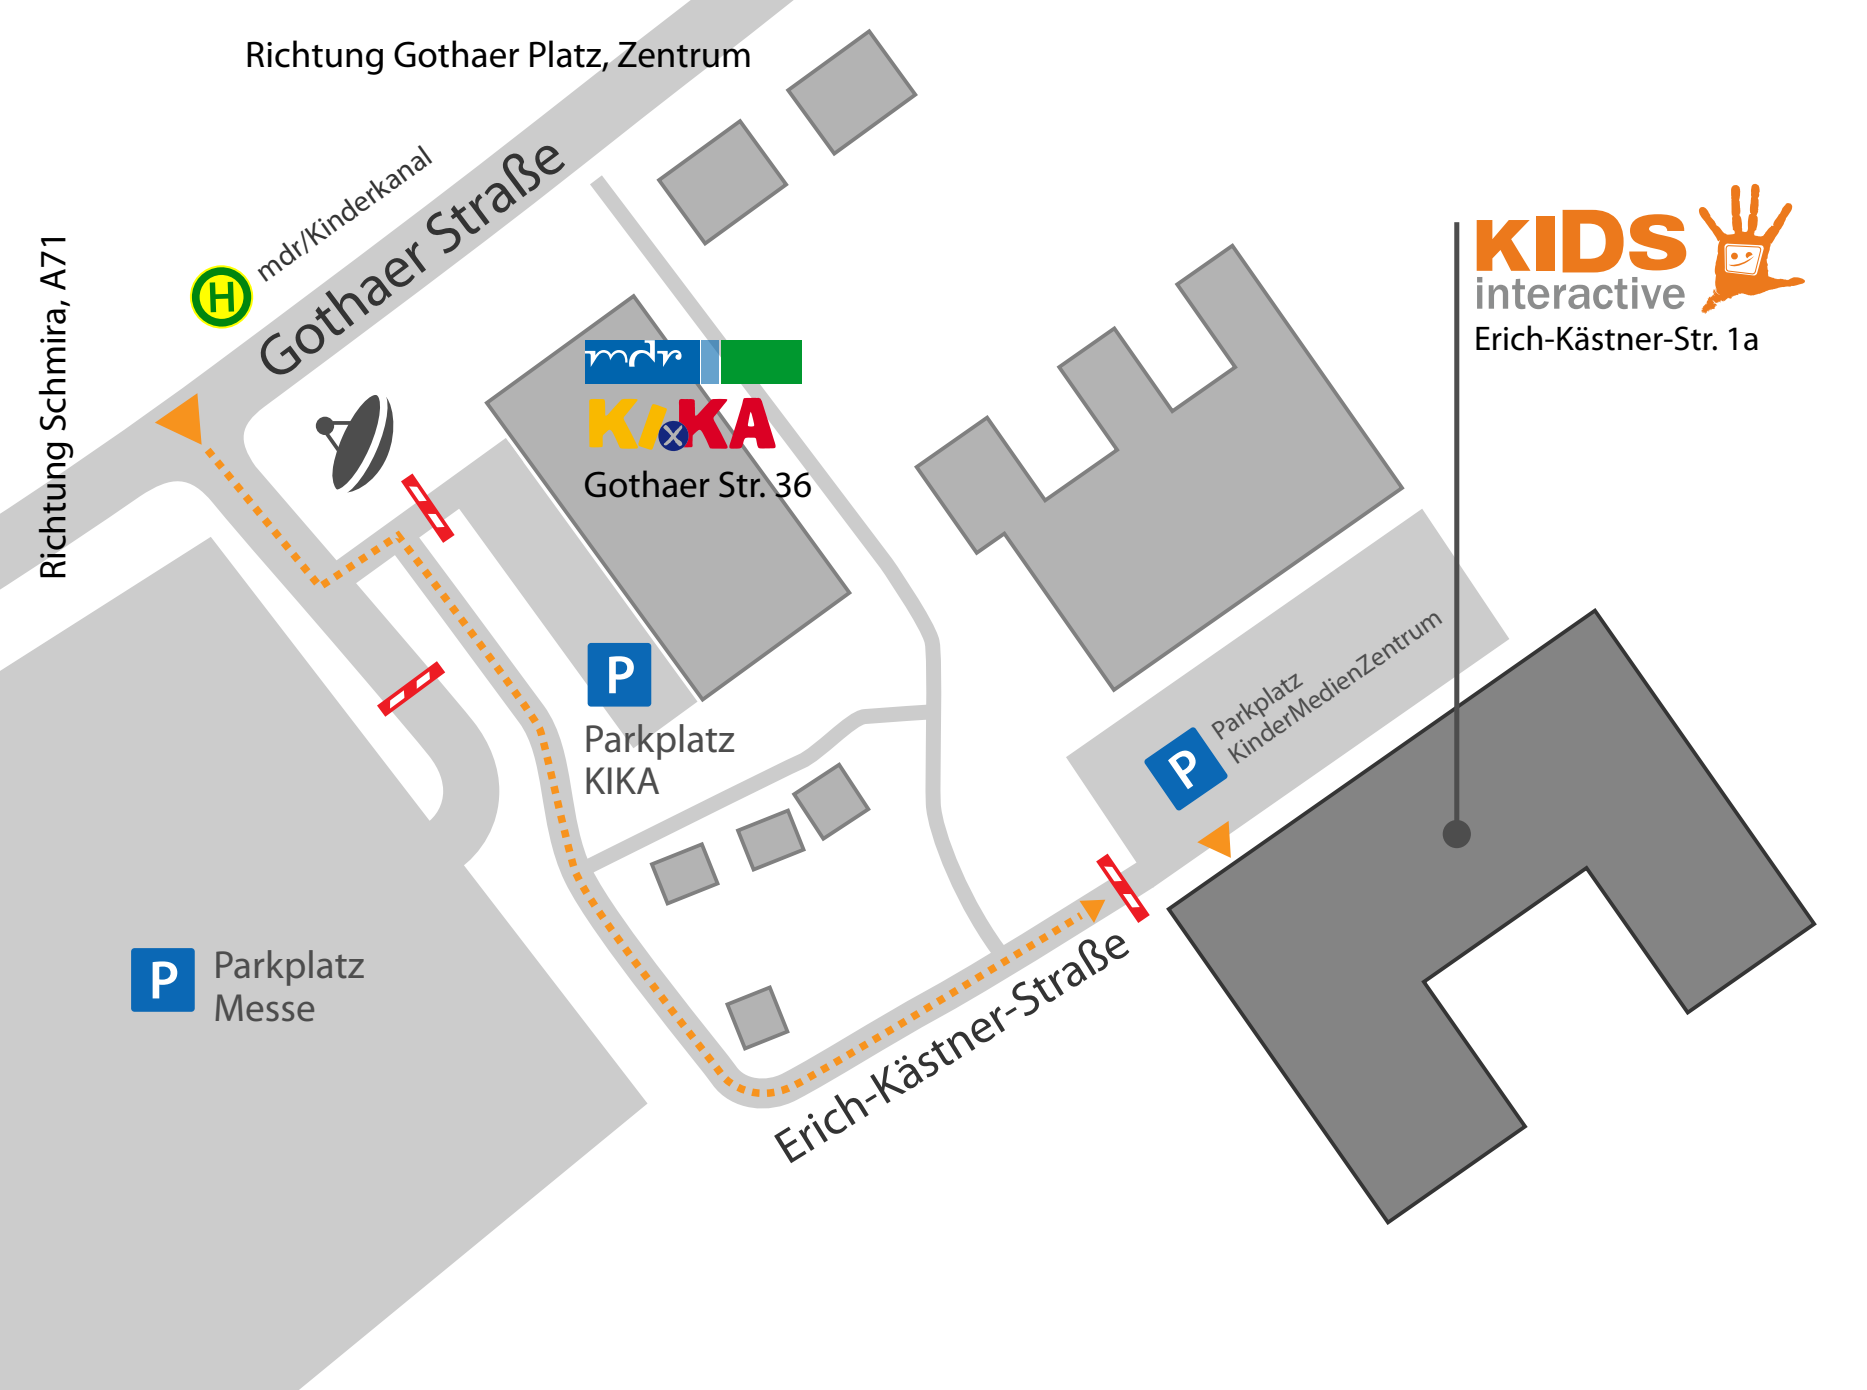 Richtung Gothaer Platz, Zentrum
mdr/Kinderkanal
H
Gothaer Straße
Richtung Schmira, A71
KIDS
interactive
Erich-Kästner-Str. 1a
mdr
KiKA
Gothaer Str. 36
P
Parkplatz
KIKA
P
Parkplatz
KinderMedienZentrum
P
Parkplatz
Messe
Erich-Kästner-Straße